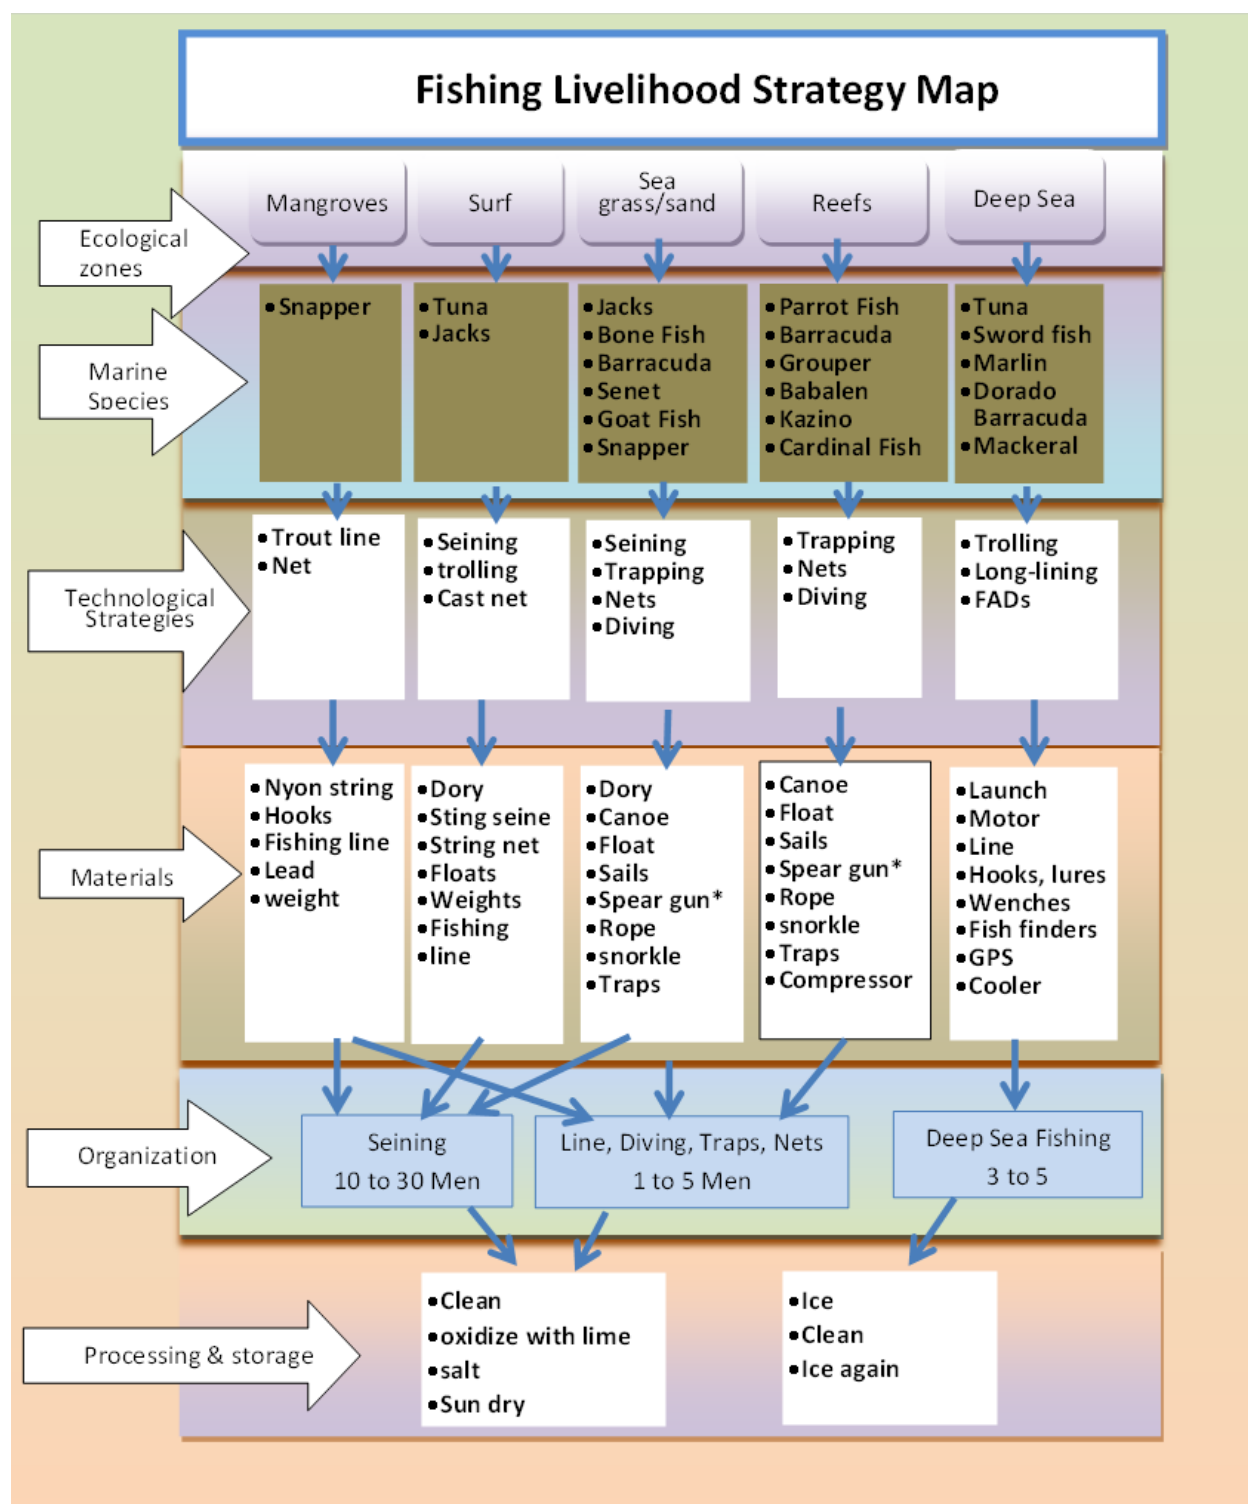 Fishing Livelihood Strategy Map
Ecological
zones
Mangroves
Surf
Sea
grass/sand
Reefs
Deep Sea
Marine
Species
• Snapper
• Tuna
• Jacks
• Jacks
• Bone Fish
• Barracuda
• Senet
• Goat Fish
• Snapper
• Parrot Fish
• Barracuda
• Grouper
• Babalen
• Kazino
• Cardinal Fish
• Tuna
• Sword fish
• Marlin
• Dorado
Barracuda
• Mackeral
Technological
Strategies
• Trout line
• Net
• Seining
• trolling
• Cast net
• Seining
• Trapping
• Nets
• Diving
• Trapping
• Nets
• Diving
• Trolling
• Long-lining
• FADs
Materials
• Nyon string
• Hooks
• Fishing line
• Lead
• weight
• Dory
• Sting seine
• String net
• Floats
• Weights
• Fishing
• line
• Dory
• Canoe
• Float
• Sails
• Spear gun*
• Rope
• snorkle
• Traps
• Canoe
• Float
• Sails
• Spear gun*
• Rope
• snorkle
• Traps
• Compressor
• Launch
• Motor
• Line
• Hooks, lures
• Wenches
• Fish finders
• GPS
• Cooler
Organization
Seining
10 to 30 Men
Line, Diving, Traps, Nets
1 to 5 Men
Deep Sea Fishing
3 to 5
Processing & storage
• Clean
• oxidize with lime
• salt
• Sun dry
• Ice
• Clean
• Ice again